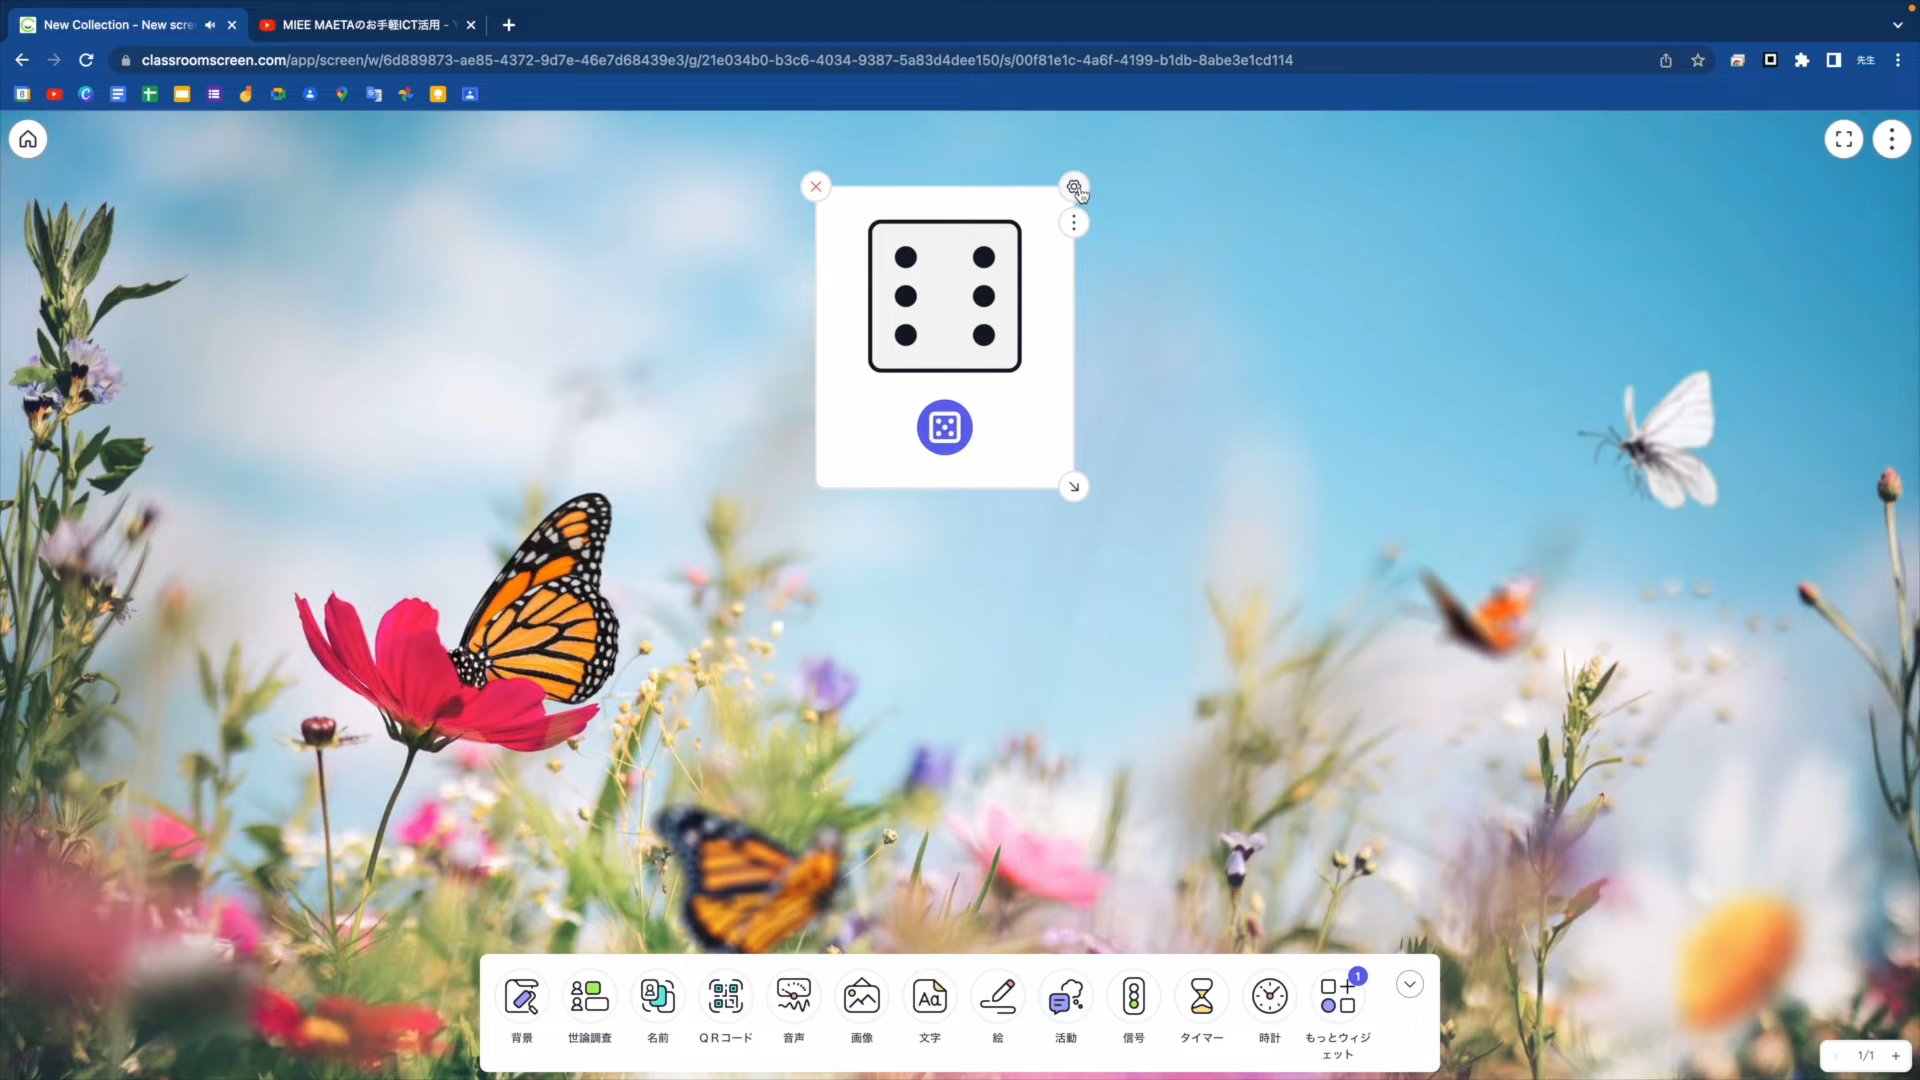 New Collection - New scre
MIEE MAETAのお手軽ICT活用 -
classroomscreen.com/app/screen/w/6d889873-ae85-4372-9d7e-46e7d68439e3/g/21e034b0-b3c6-4034-9387-5a83d4dee150/s/00f81e1c-4a6f-4199-b1db-8abe3e1cd114
先生
背景
世論調査
名前
QRコード
音声
画像
Aa
文字
絵
活動
信号
タイマー
時計
1
もっとウィジ
ェット
1/1